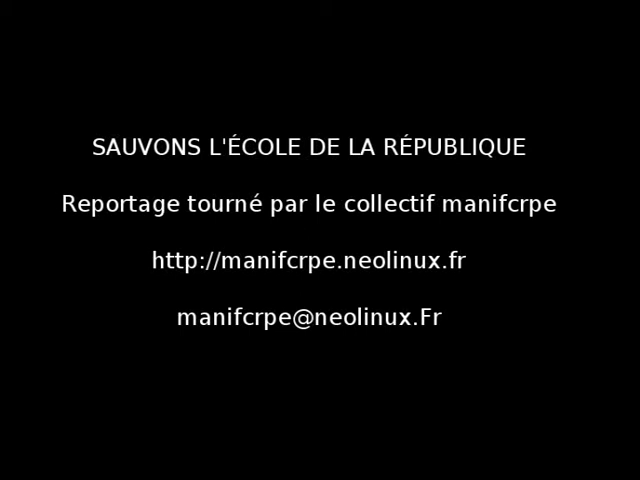 SAUVONS L'ÉCOLE DE LA RÉPUBLIQUE
Reportage tourné par le collectif manifcrpe
http://manifcrpe.neolinux.fr
manifcrpe@neolinux.Fr